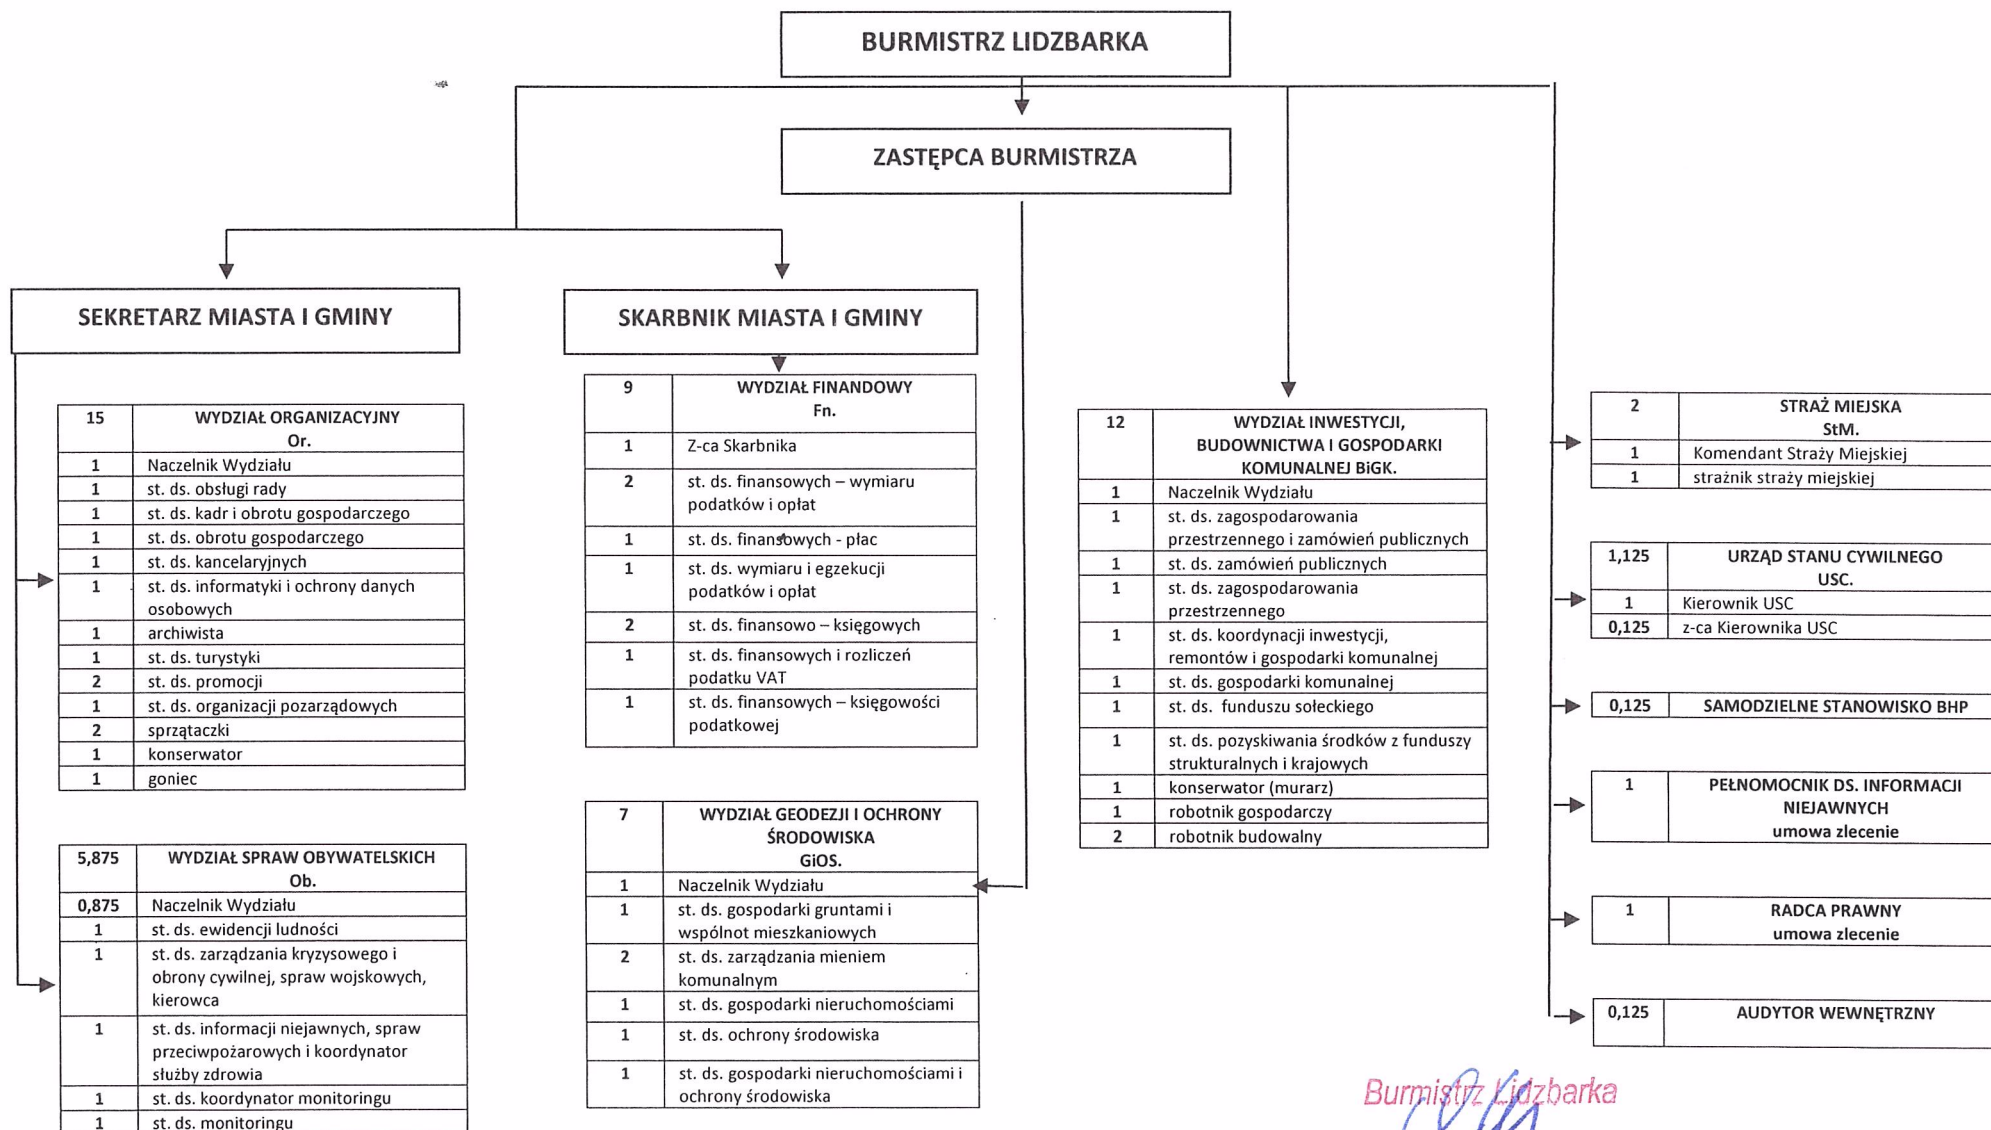 BURMISTRZ LIDZBARKA
ZASTĘPCA BURMISTRZA
SEKRETARZ MIASTA I GMINY
SKARBNIK MIASTA I GMINY
15 WYDZIAŁ ORGANIZACYJNY
Or.
1 Naczelnik Wydziału
1 st. ds. obsługi rady
1 st. ds. kadr i obrotu gospodarczego
1 st. ds. obrotu gospodarczego
1 st. ds. kancelaryjnych
1 st. ds. informatyki i ochrony danych
osobowych
1 archiwista
1 st. ds. turystyki
2 st. ds. promocji
1 st. ds. organizacji pozarządowych
2 sprzątaczki
1 konserwator
1 goniec
5,875 WYDZIAŁ SPRAW OBYWATELSKICH
Ob.
0,875 Naczelnik Wydziału
1 st. ds. ewidencji ludności
1 st. ds. zarządzania kryzysowego i
obrony cywilnej, spraw wojskowych,
kierowca
1 st. ds. informacji niejawnych, spraw
przeciwpożarowych i koordynator
służby zdrowia
1 st. ds. koordynator monitoringu
1 st. ds. monitoringu
9 WYDZIAŁ FINANDOWY
Fn.
1 Z-ca Skarbnika
2 st. ds. finansowych – wymiaru
podatków i opłat
1 st. ds. finansowych - płac
1 st. ds. wymiaru i egzekucji
podatków i opłat
2 st. ds. finansowo – księgowych
1 st. ds. finansowych i rozliczeń
podatku VAT
1 st. ds. finansowych – księgowości
podatkowej
7 WYDZIAŁ GEODEZJI I OCHRONY
ŚRODOWISKA
GiOS.
1 Naczelnik Wydziału
1 st. ds. gospodarki gruntami i
wspólnot mieszkaniowych
2 st. ds. zarządzania mieniem
komunalnym
1 st. ds. gospodarki nieruchomościami
1 st. ds. ochrony środowiska
1 st. ds. gospodarki nieruchomościami i
ochrony środowiska
12 WYDZIAŁ INWESTYCJI,
BUDOWNICTWA I GOSPODARKI
KOMUNALNEJ BiGK.
1 Naczelnik Wydziału
1 st. ds. zagospodarowania
przestrzennego i zamówień publicznych
1 st. ds. zamówień publicznych
1 st. ds. zagospodarowania
przestrzennego
1 st. ds. koordynacji inwestycji,
remontów i gospodarki komunalnej
1 st. ds. gospodarki komunalnej
1 st. ds. funduszu sołeckiego
1 st. ds. pozyskiwania środków z funduszy
strukturalnych i krajowych
1 konserwator (murarz)
1 robotnik gospodarczy
2 robotnik budowalny
2 STRAŻ MIEJSKA
StM.
1 Komendant Straży Miejskiej
1 strażnik straży miejskiej
1,125 URZĄD STANU CYWILNEGO
USC.
1 Kierownik USC
0,125 z-ca Kierownika USC
0,125 SAMODZIELNE STANOWISKO BHP
1 PEŁNOMOCNIK DS. INFORMACJI
NIEJAWNYCH
umowa zlecenie
1 RADCA PRAWNY
umowa zlecenie
0,125 AUDYTOR WEWNĘTRZNY
Burmistrz Lidzbarka